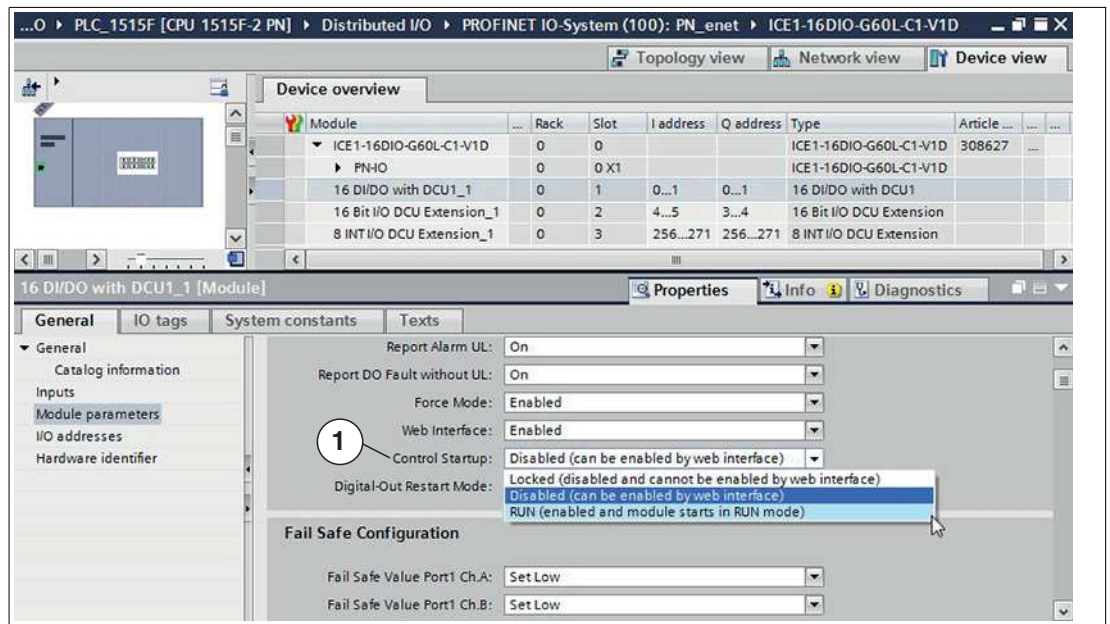 ...O ▸ PLC_1515F [CPU 1515F-2 PN] ▸ Distributed I/O ▸ PROFINET IO-System (100): PN_enet ▸ ICE1-16DIO-G60L-C1-V1D
Topology view Network view Device view
Device overview
Module ... Rack Slot I address Q address Type Article ... ... ...
ICE1-16DIO-G60L-C1-V1D 0 0 ICE1-16DIO-G60L-C1-V1D 308627 ...
PN-IO 0 0 X1 ICE1-16DIO-G60L-C1-V1D
16 DI/DO with DCU1_1 0 1 0...1 0...1 16 DI/DO with DCU1
16 Bit I/O DCU Extension_1 0 2 4...5 3...4 16 Bit I/O DCU Extension
8 INT I/O DCU Extension_1 0 3 256...271 256...271 8 INT I/O DCU Extension
16 DI/DO with DCU1_1 [Module]
Properties Info Diagnostics
General IO tags System constants Texts
General
Catalog information
Inputs
Module parameters
I/O addresses
Hardware identifier
Report Alarm UL: On
Report DO Fault without UL: On
Force Mode: Enabled
Web Interface: Enabled
1
Control Startup: Disabled (can be enabled by web interface)
Digital-Out Restart Mode:
Locked (disabled and cannot be enabled by web interface)
Disabled (can be enabled by web interface)
RUN (enabled and module starts in RUN mode)
Fail Safe Configuration
Fail Safe Value Port1 Ch.A: Set Low
Fail Safe Value Port1 Ch.B: Set Low